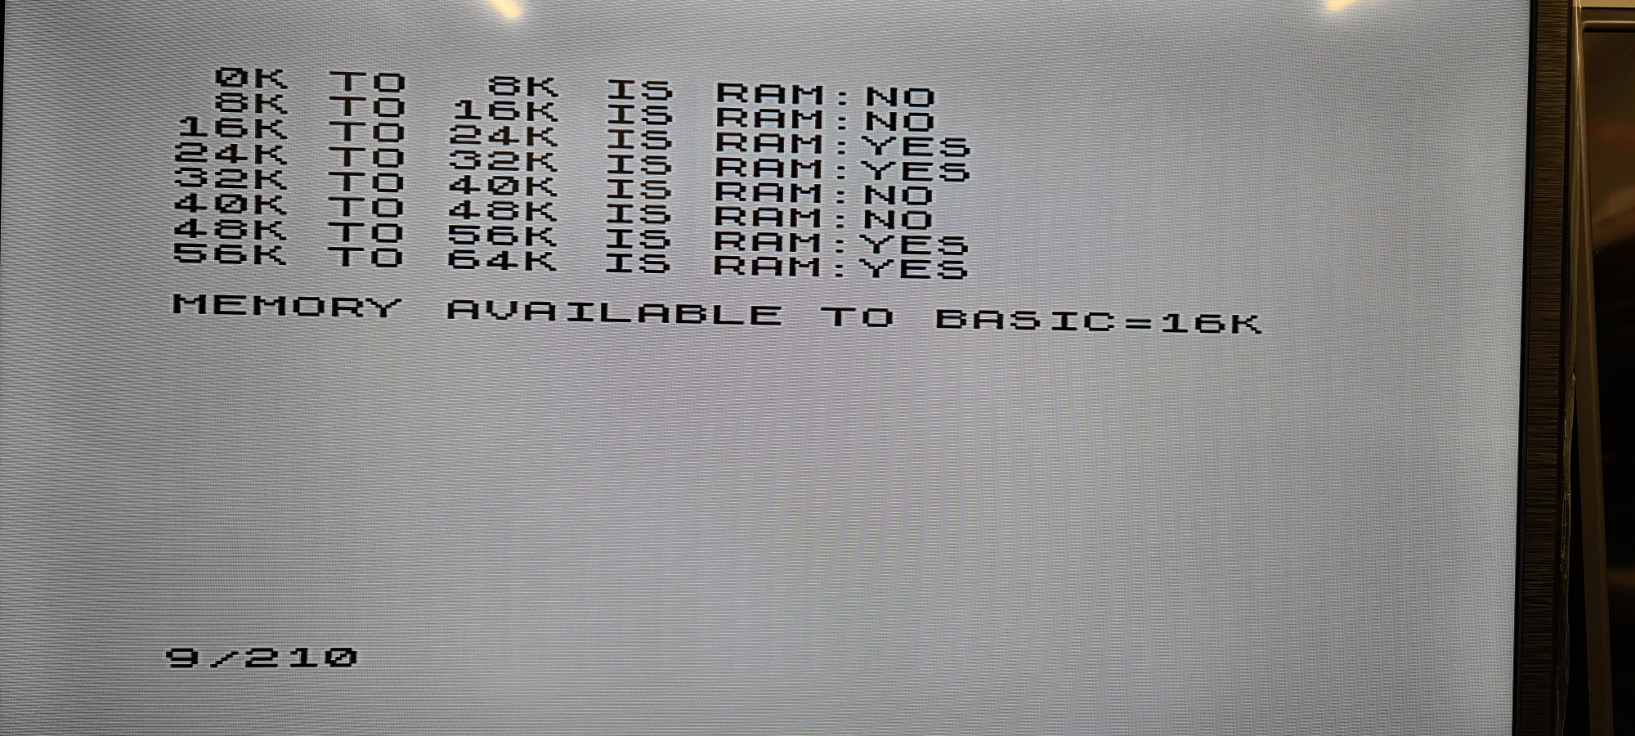 0K TO 8K IS RAM:NO
8K TO 16K IS RAM:NO
16K TO 24K IS RAM:YES
24K TO 32K IS RAM:YES
32K TO 40K IS RAM:NO
40K TO 48K IS RAM:NO
48K TO 56K IS RAM:YES
56K TO 64K IS RAM:YES
MEMORY AVAILABLE TO BASIC=16K
9/210